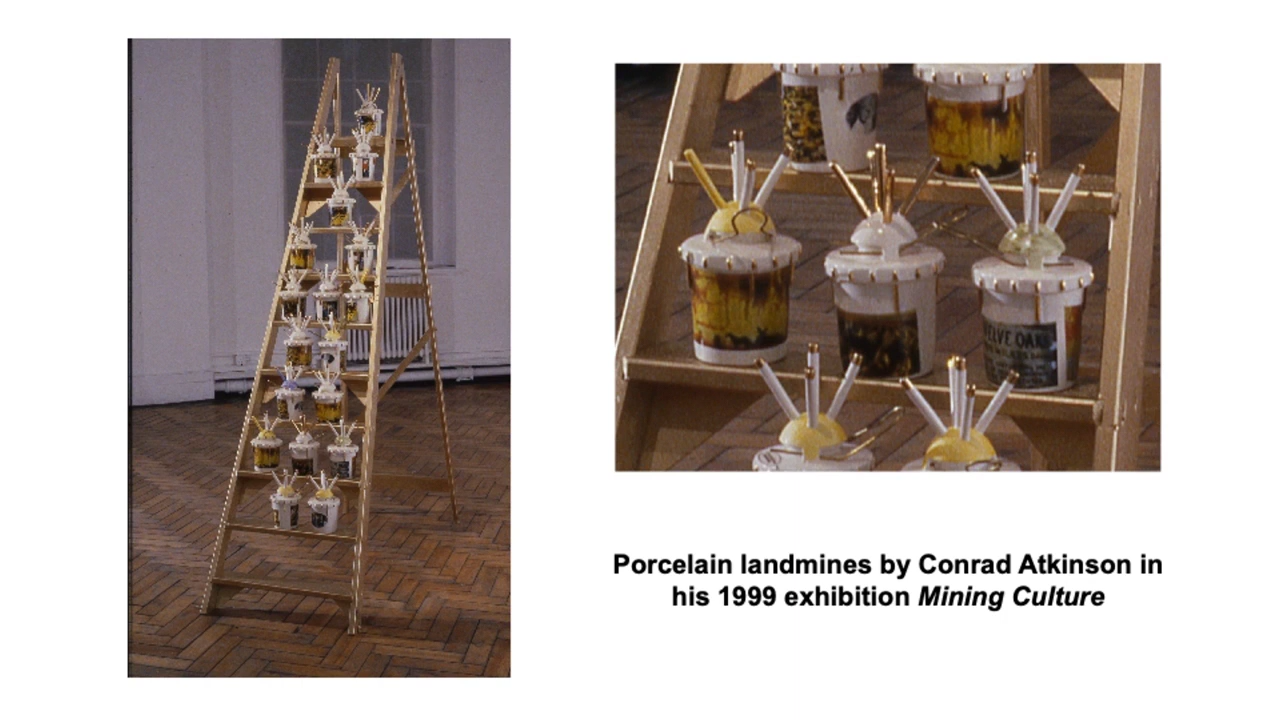 Porcelain landmines by Conrad Atkinson in
his 1999 exhibition Mining Culture